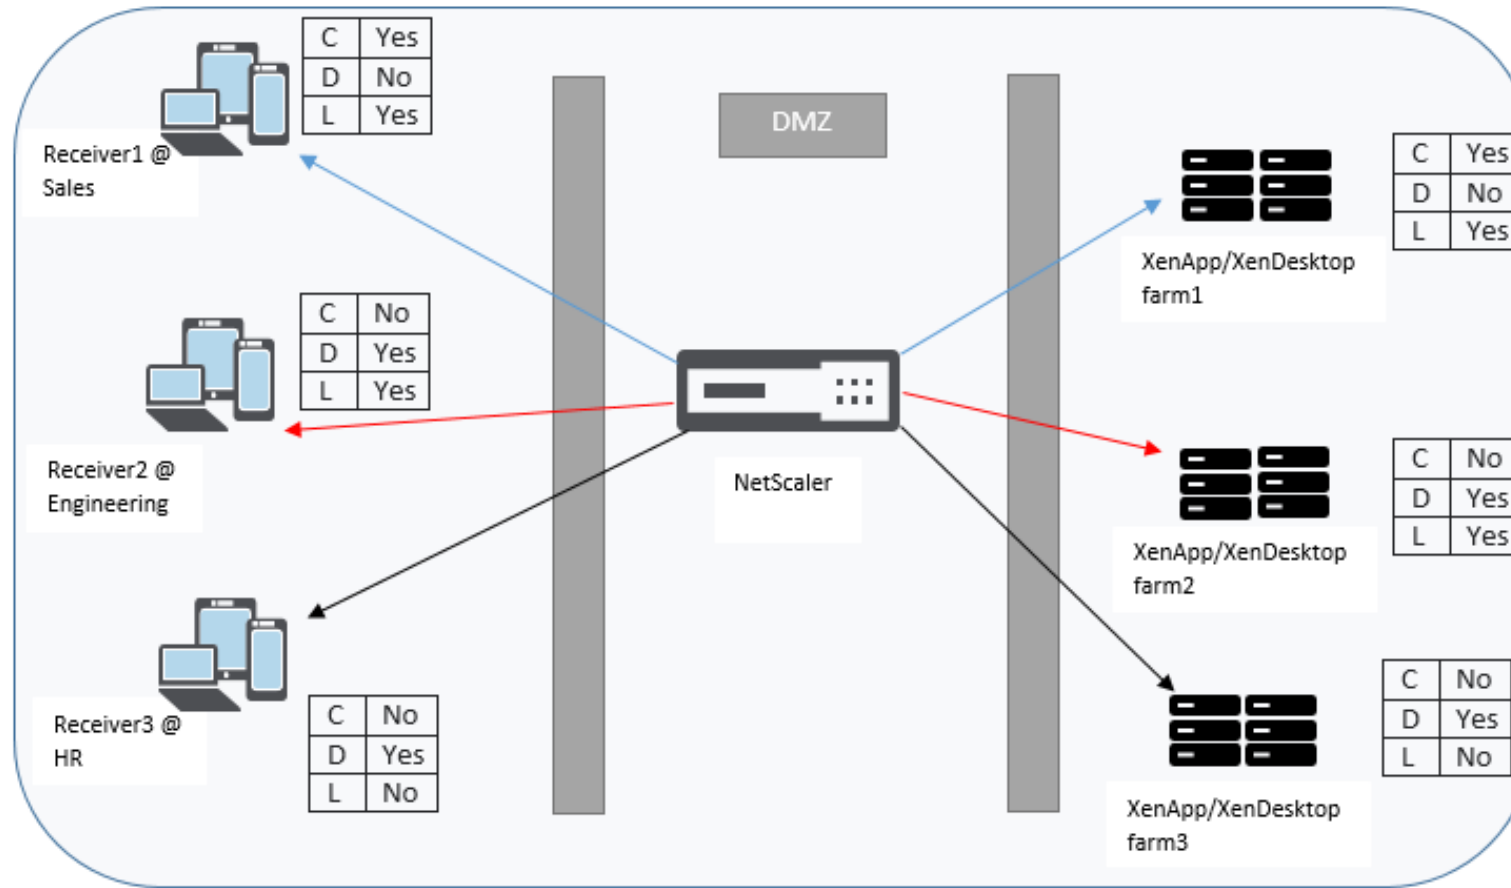 C Yes
D No
L Yes
Receiver1 @
Sales
DMZ
C Yes
D No
L Yes
XenApp/XenDesktop
farm1
C No
D Yes
L Yes
Receiver2 @
Engineering
NetScaler
C No
D Yes
L Yes
XenApp/XenDesktop
farm2
Receiver3 @
HR
C No
D Yes
L No
C No
D Yes
L No
XenApp/XenDesktop
farm3